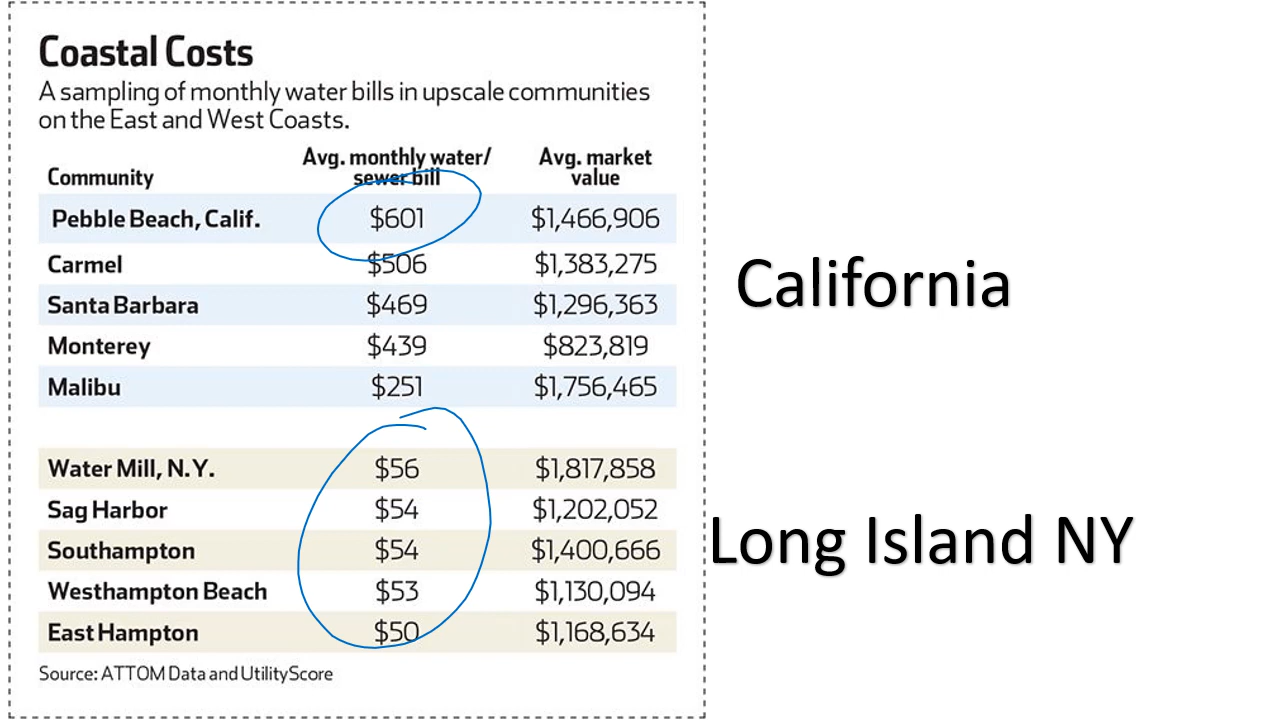 Coastal Costs
A sampling of monthly water bills in upscale communities
on the East and West Coasts.
Community Avg. monthly water/ sewer bill Avg. market value
Pebble Beach, Calif. $601 $1,466,906
Carmel $506 $1,383,275
Santa Barbara $469 $1,296,363
Monterey $439 $823,819
Malibu $251 $1,756,465
California
Water Mill, N.Y. $56 $1,817,858
Sag Harbor $54 $1,202,052
Southampton $54 $1,400,666
Westhampton Beach $53 $1,130,094
East Hampton $50 $1,168,634
Long Island NY
Source: ATTOM Data and UtilityScore